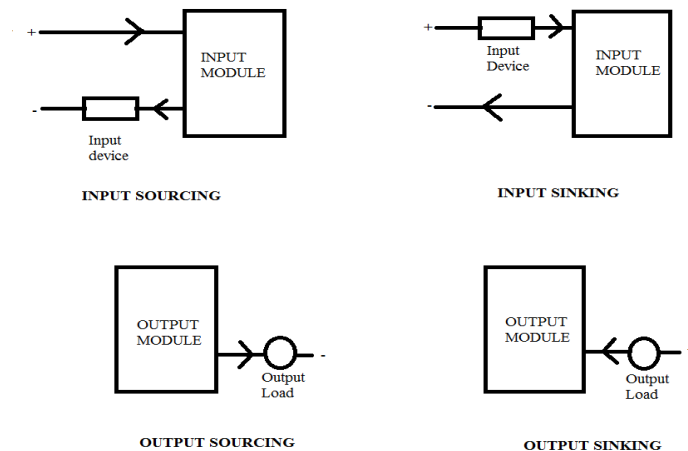 +
INPUT
MODULE
-
Input
device
INPUT SOURCING
+
Input
Device
INPUT
MODULE
-
INPUT SINKING
OUTPUT
MODULE
-
Output
Load
OUTPUT SOURCING
OUTPUT
MODULE
Output
Load
OUTPUT SINKING